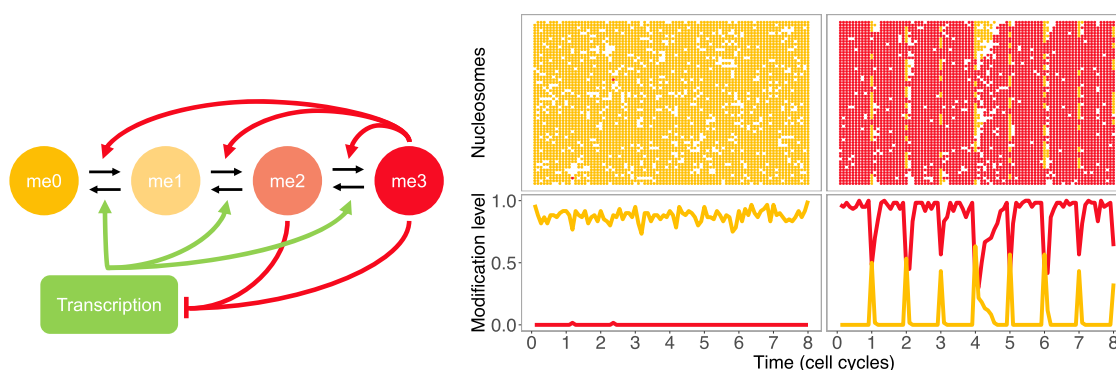 me0 me1 me2 me3
Transcription
Nucleosomes
Modification level
1.0
0.5
0.0
0 1 2 3 4 5 6 7 8 0 1 2 3 4 5 6 7 8
Time (cell cycles)